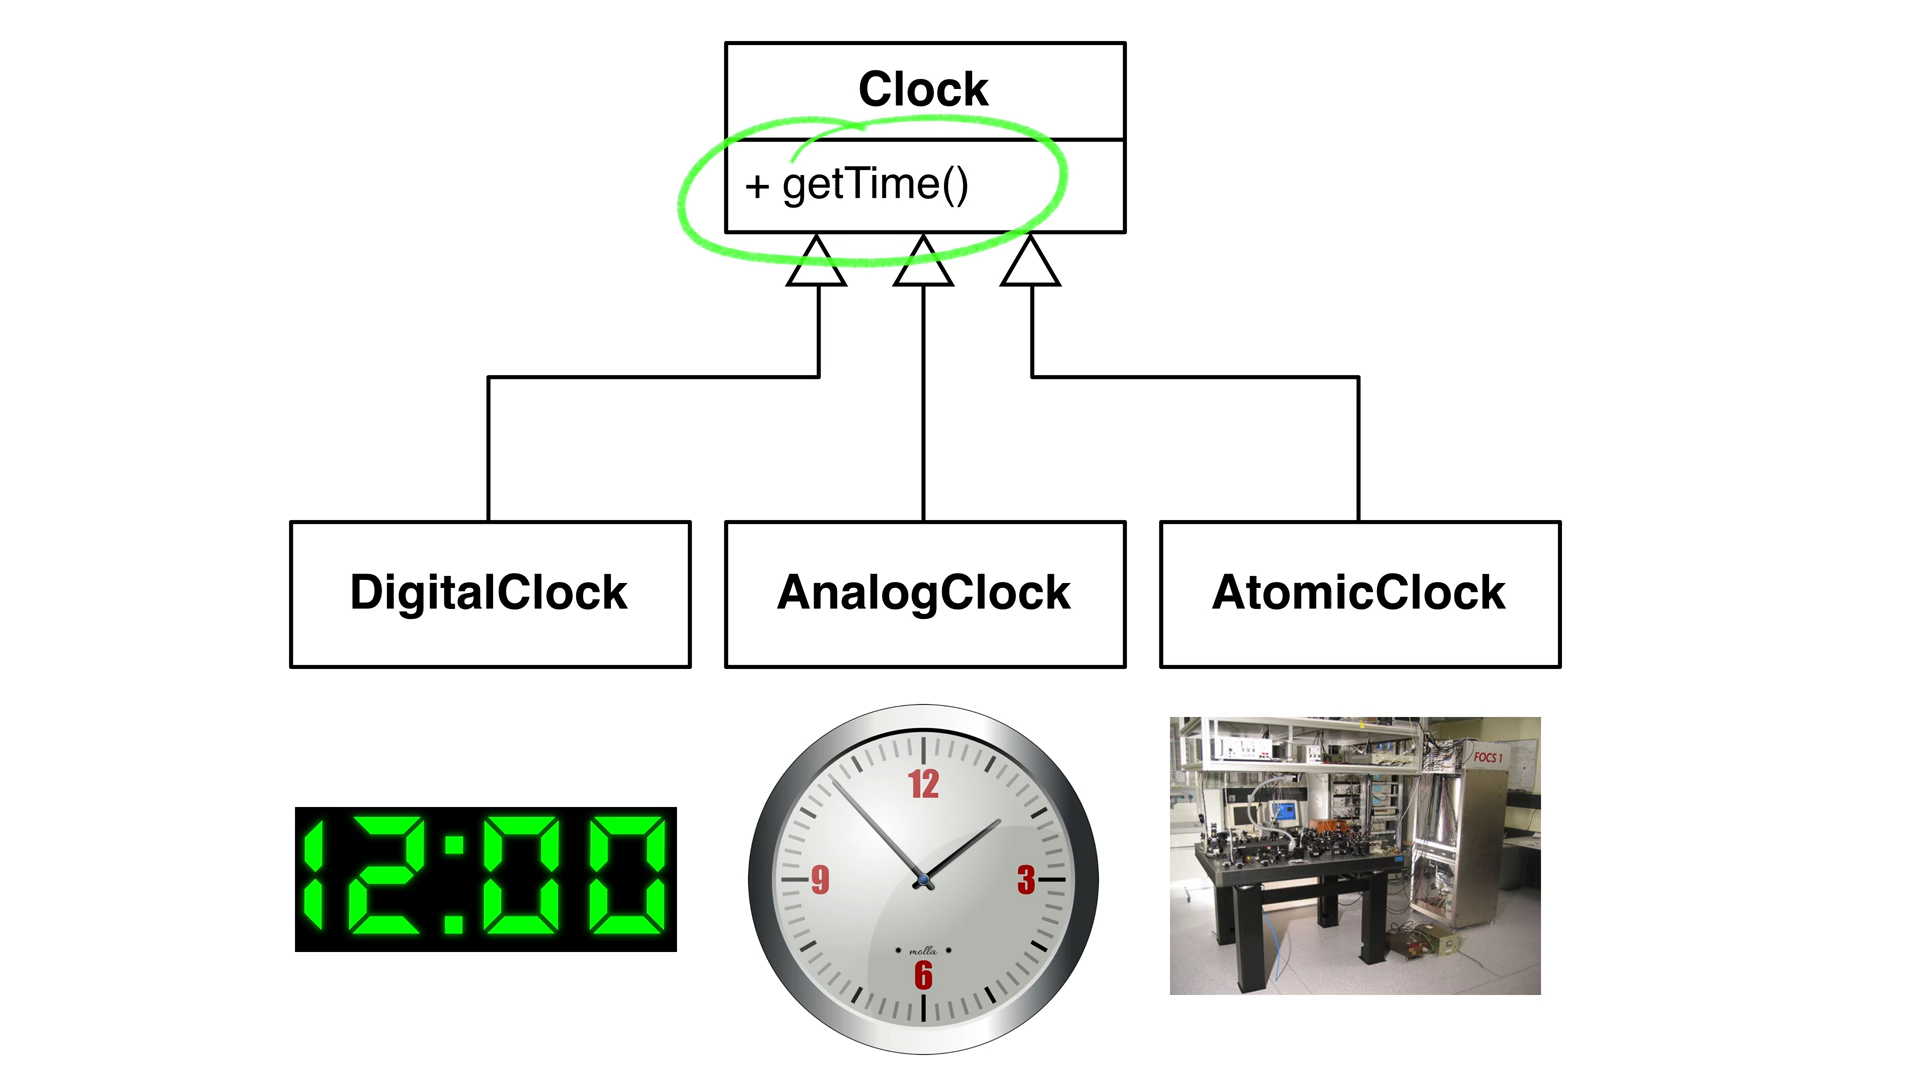 Clock
+ getTime()
DigitalClock
AnalogClock
AtomicClock
12:00
12
9
3
molla
6
FOCS 1